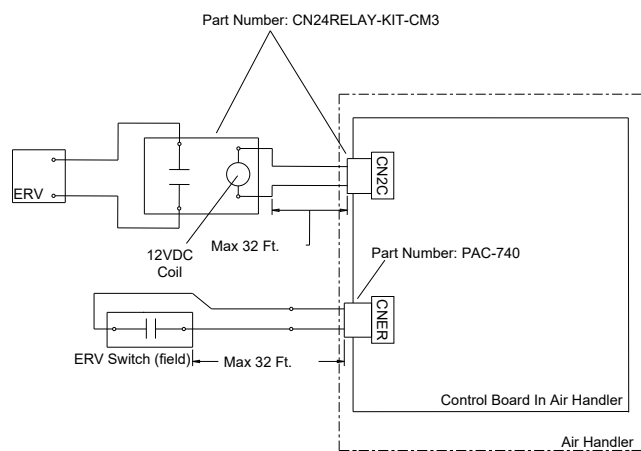 Part Number: CN24RELAY-KIT-CM3
CN2C
ERV
12VDC
Coil
Max 32 Ft.
Part Number: PAC-740
CNER
ERV Switch (field)
Max 32 Ft.
Control Board In Air Handler
Air Handler